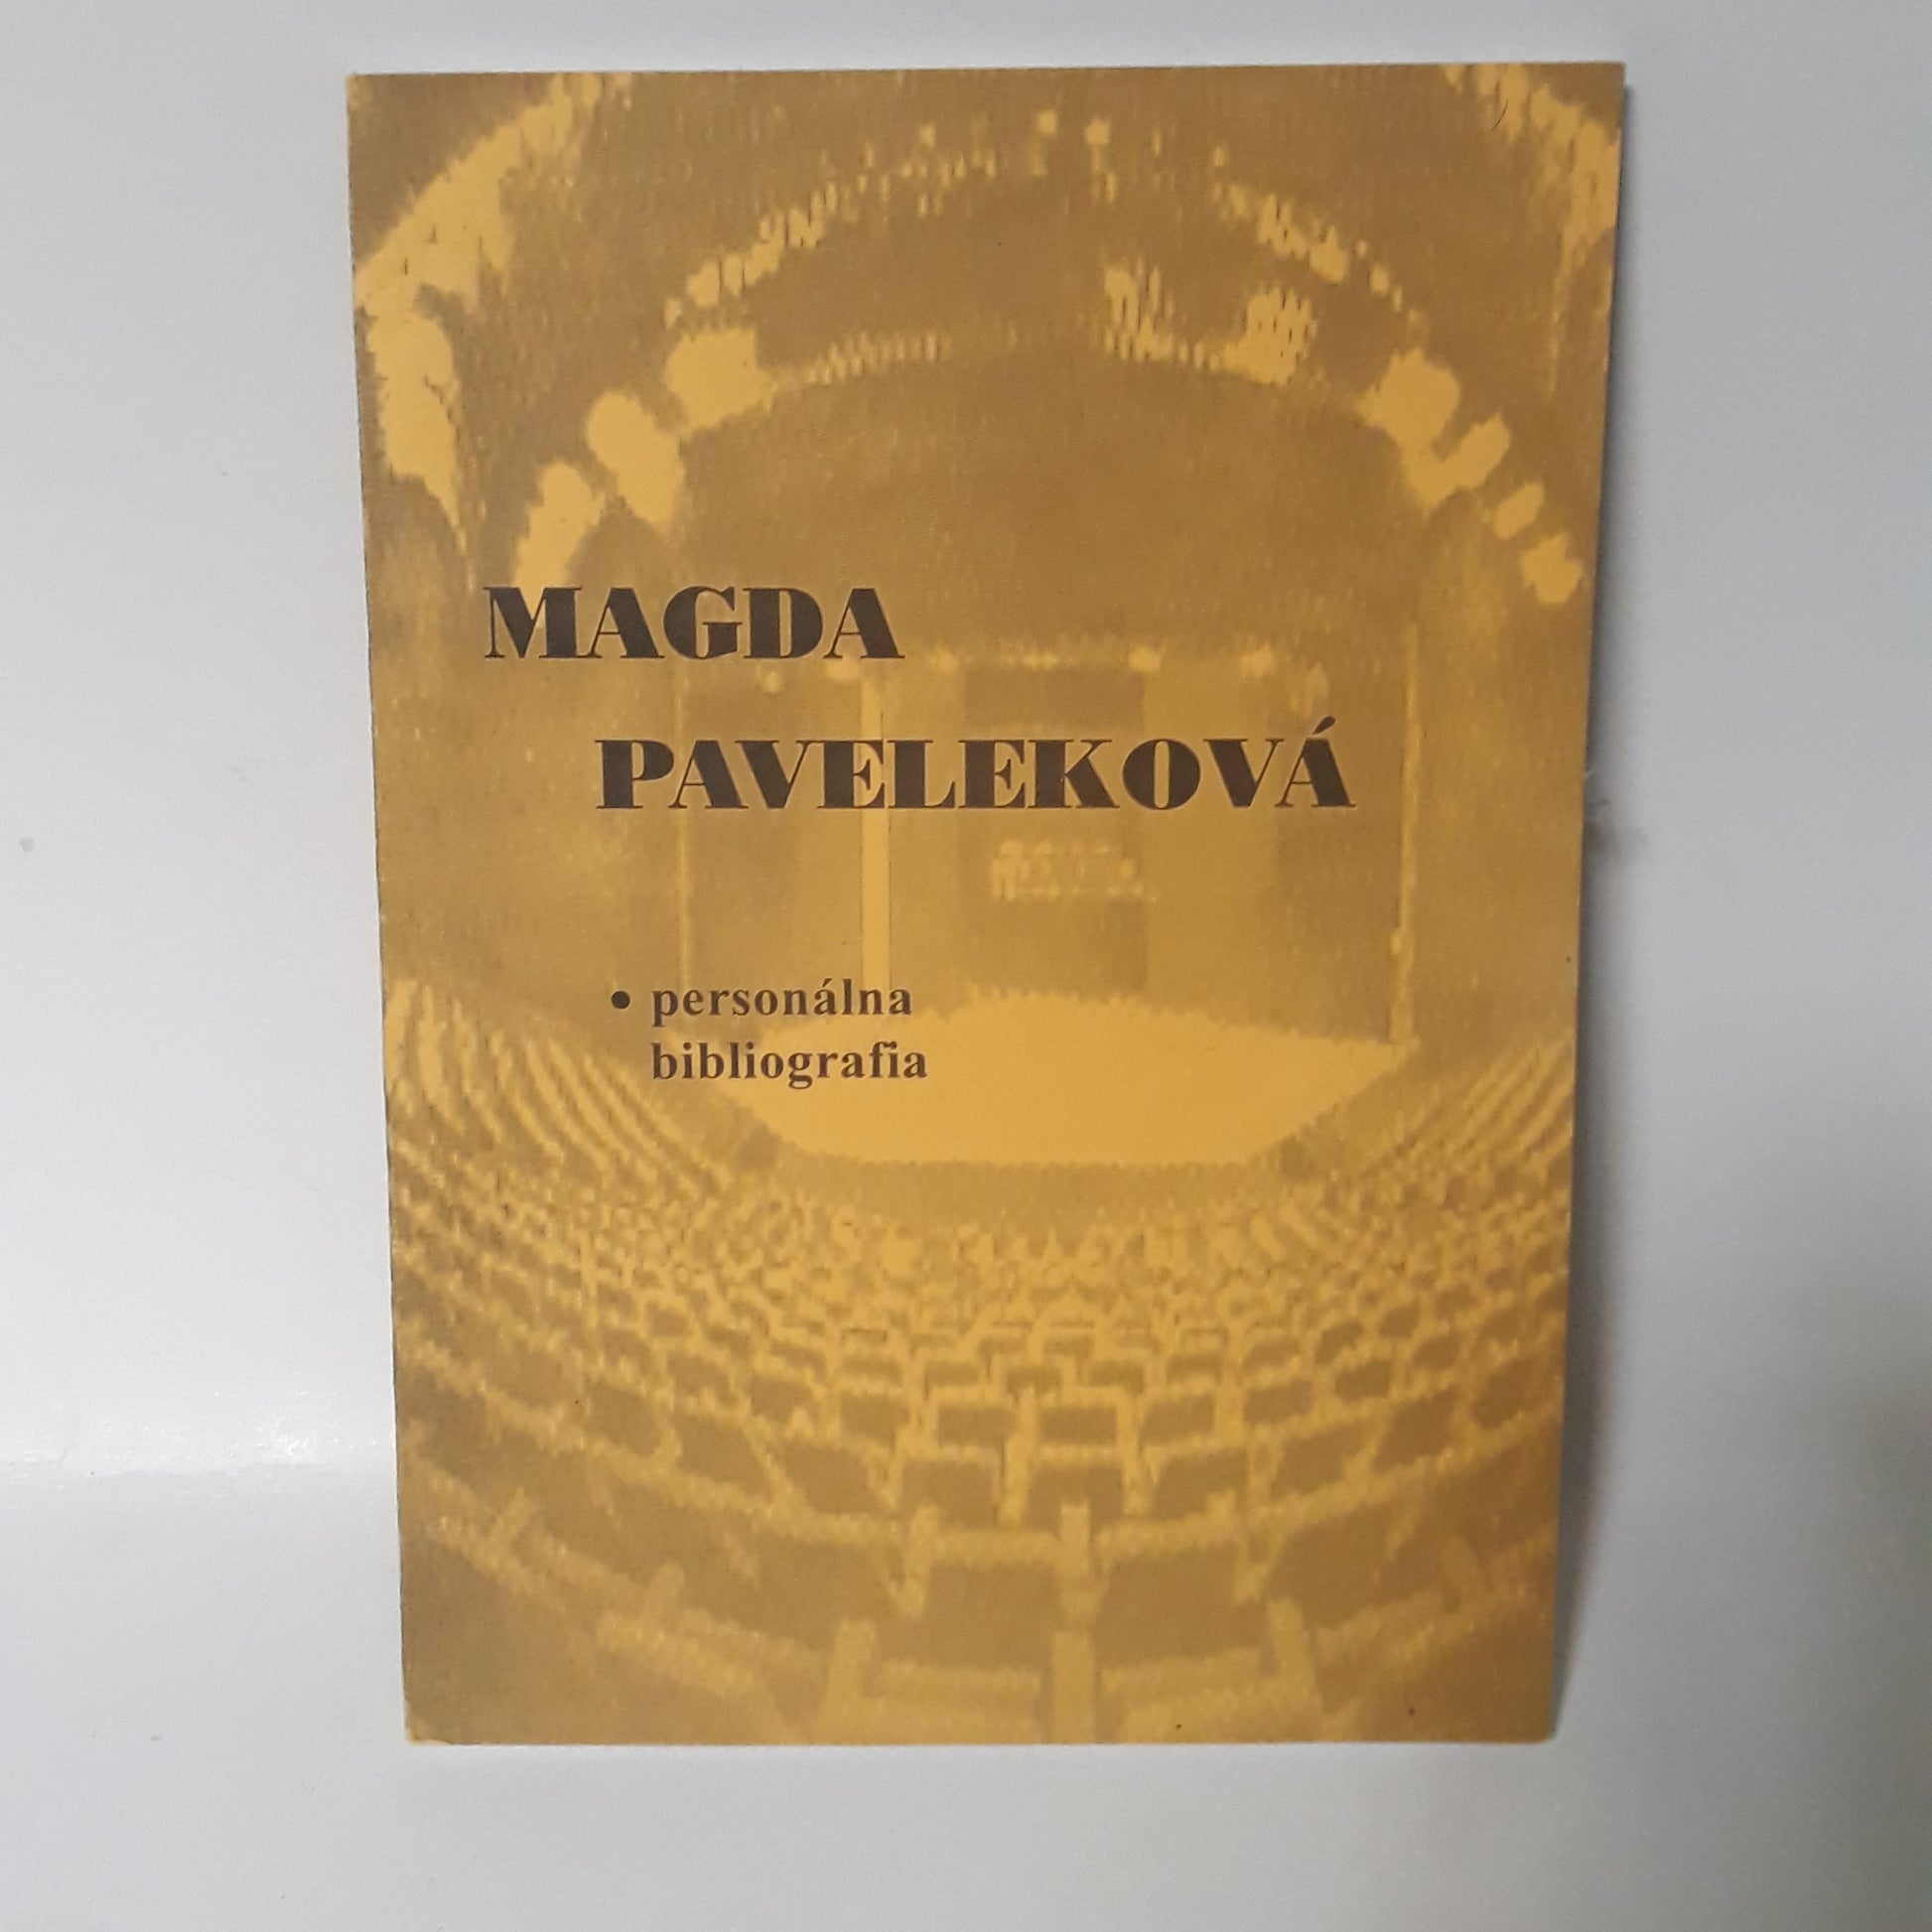 MAGDA
PAVELEKOVÁ
• personálna
bibliografia